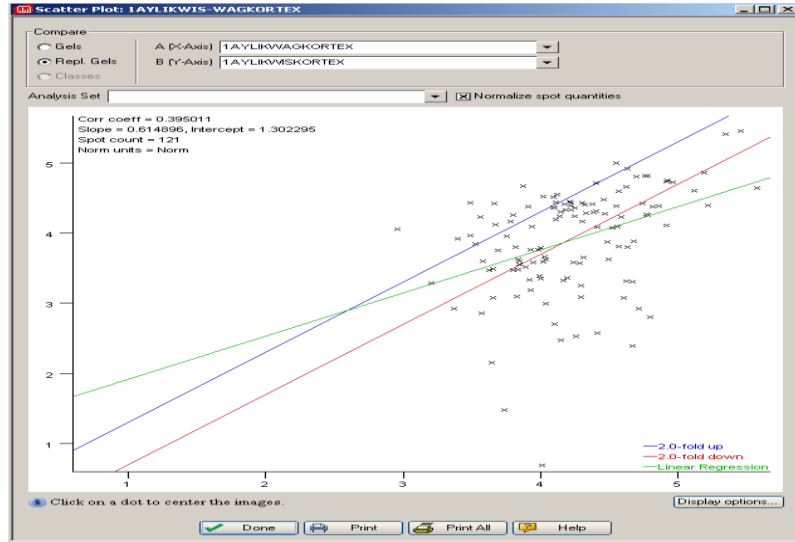 Scatter Plot: 1AYLIKWIS-WAGKORTEX
Compare
Gels
A (X-Axis) 1AYLIKWAGKORTEX
Repl. Gels
B (Y-Axis) 1AYLIKWISKORTEX
Classes
Analysis Set
Normalize spot quantities
Corr coeff = 0.395011
Slope = 0.614896, Intercept = 1.302295
Spot count = 121
Norm units = Norm
5
4
3
2
1
1 2 3 4 5
2.0-fold up
2.0-fold down
Linear Regression
Click on a dot to center the images.
Display options...
Done Print Print All Help